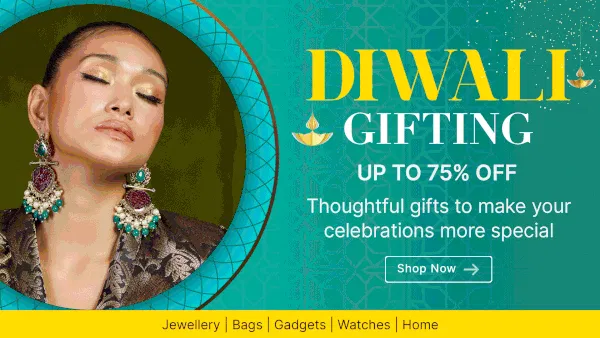 DIWALI
GIFTING
UP TO 75% OFF
Thoughtful gifts to make your
celebrations more special
Shop Now
Jewellery | Bags | Gadgets | Watches | Home